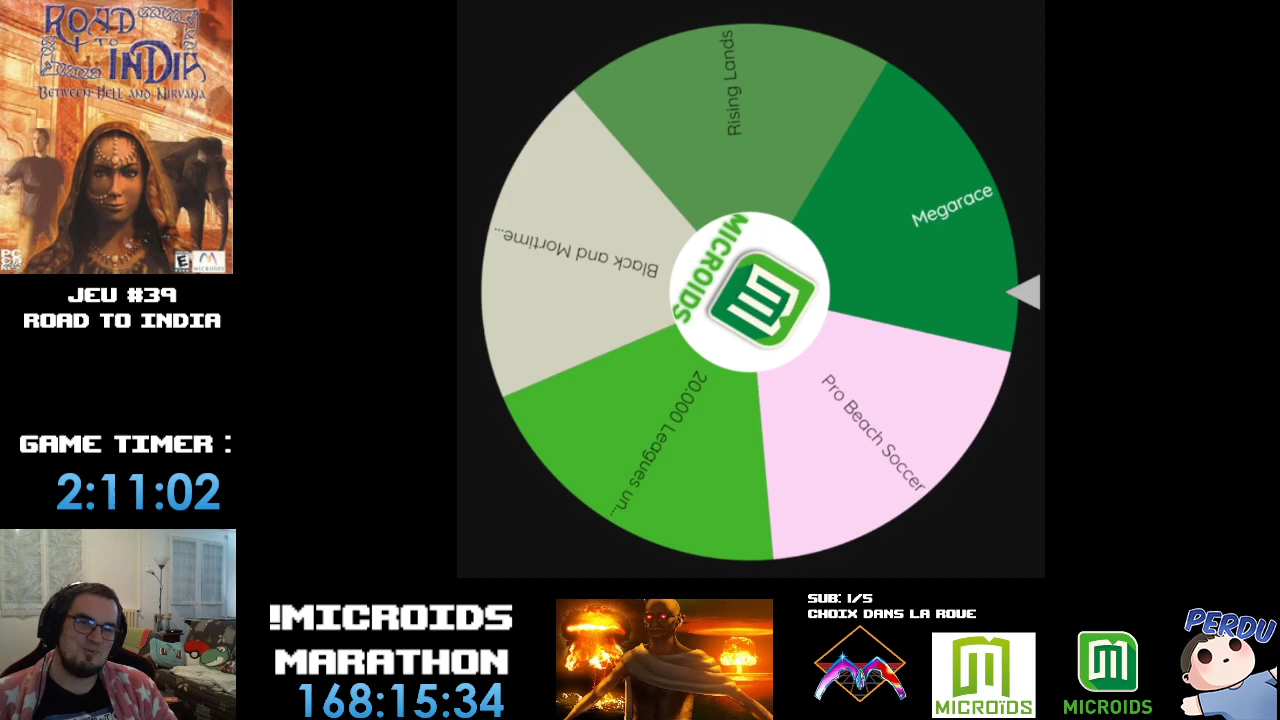 ROAD
TO
INDIA
BETWEEN HELL AND NIRVANA
PC
E
MICROIDS
JEU #39
ROAD TO INDIA
GAME TIMER :
2:11:02
Rising Lands
Megarace
Black and Mortime...
MICROIDS
20.000 Leagues un...
Pro Beach Soccer
!MICROIDS
MARATHON
168:15:34
SUB: 1/5
CHOIX DANS LA ROUE
MICROÏDS
MICROIDS
PERDU